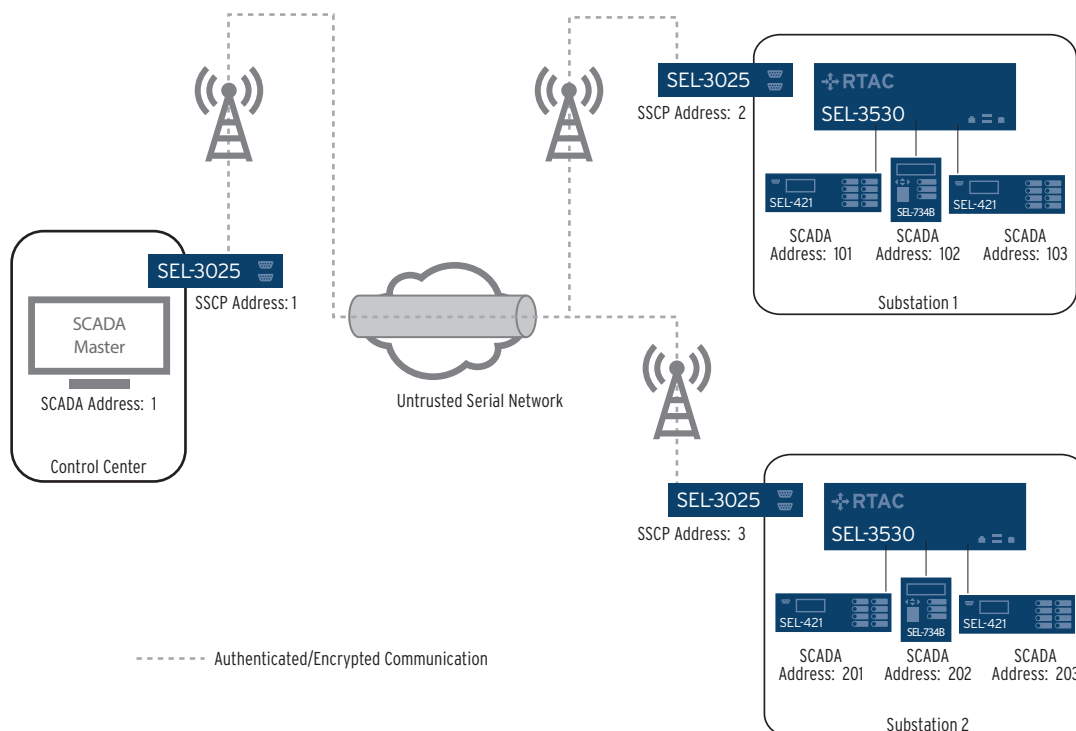 SEL-3025
SSCP Address: 2
RTAC
SEL-3530
SEL-421
SEL-734B
SEL-421
SCADA
Address: 101
SCADA
Address: 102
SCADA
Address: 103
Substation 1
SEL-3025
SSCP Address: 1
SCADA
Master
SCADA Address: 1
Control Center
Untrusted Serial Network
SEL-3025
SSCP Address: 3
RTAC
SEL-3530
SEL-421
SEL-734B
SEL-421
SCADA
Address: 201
SCADA
Address: 202
SCADA
Address: 203
Substation 2
Authenticated/Encrypted Communication